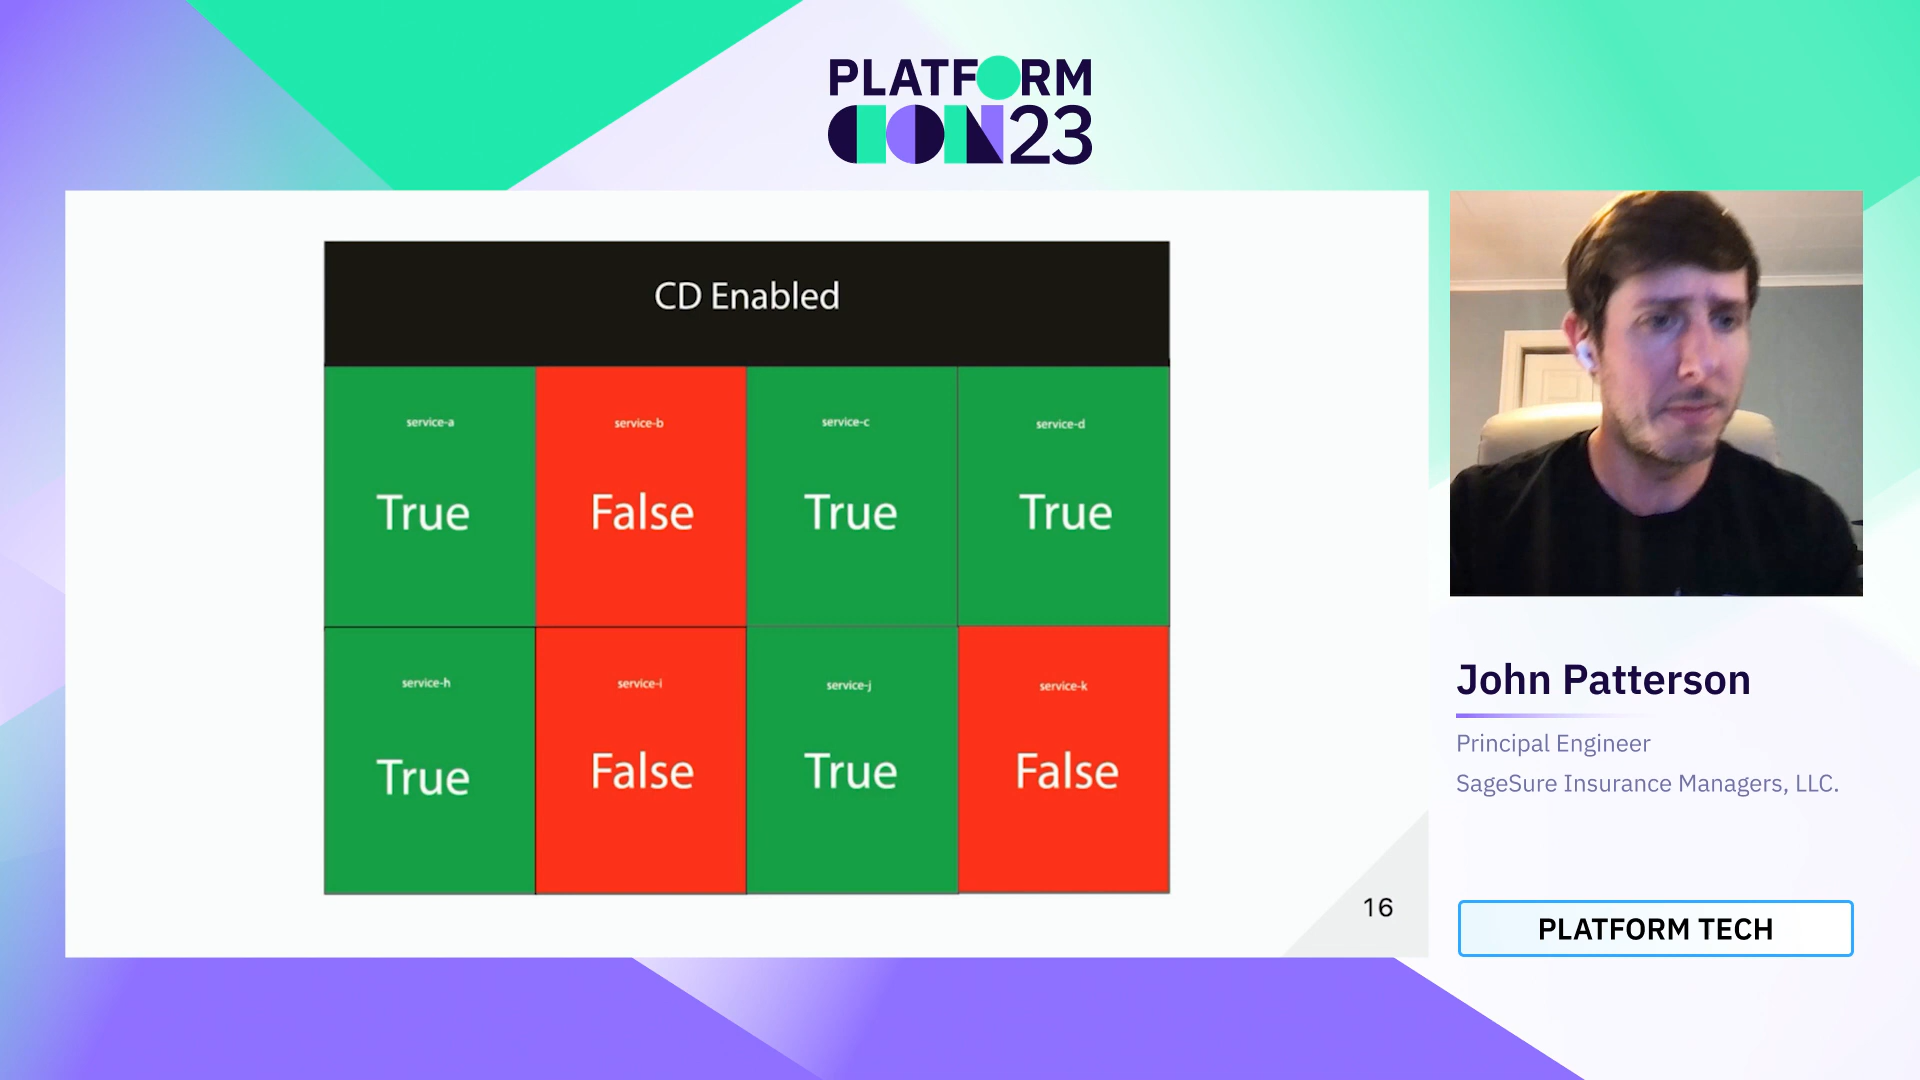 PLATFORM
CON23
CD Enabled
service-a
service-b
service-c
service-d
True
False
True
True
service-h
service-i
service-j
service-k
True
False
True
False
16
John Patterson
Principal Engineer
SageSure Insurance Managers, LLC.
PLATFORM TECH